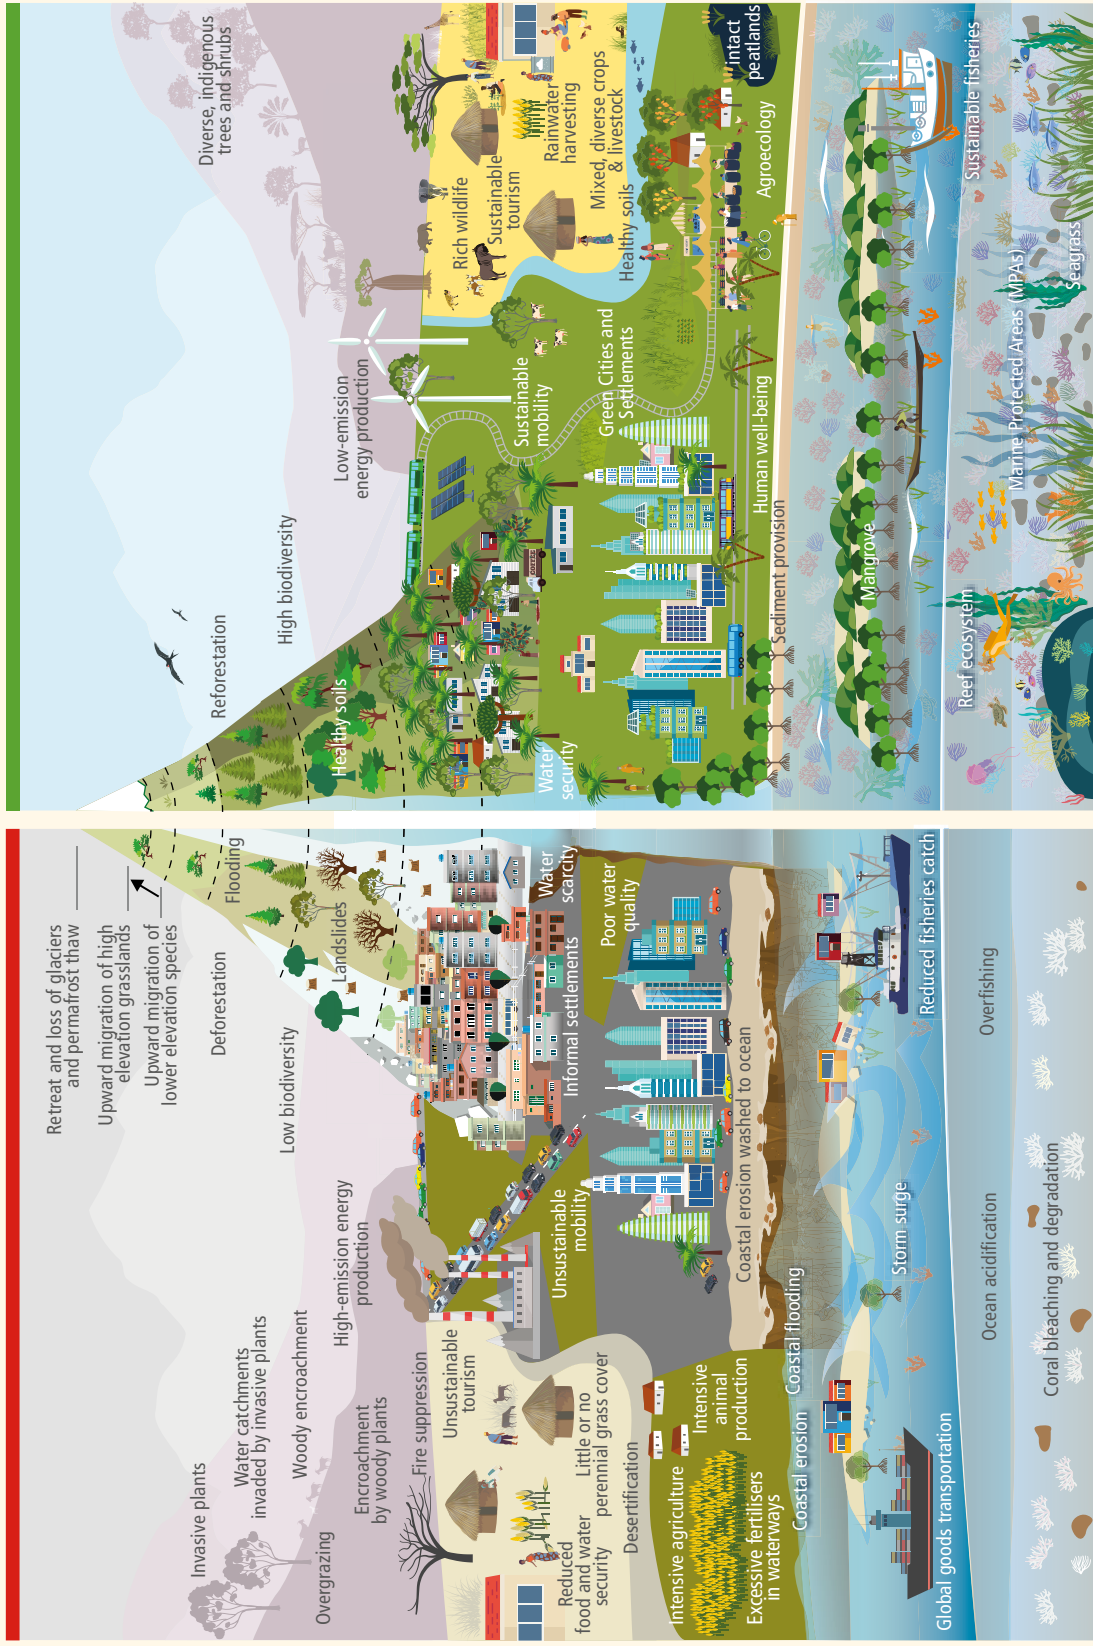 Retreat and loss of glaciers
and permafrost thaw
Upward migration of high
elevation grasslands
Upward migration of
lower elevation species
Invasive plants
Water catchments
invaded by invasive plants
Deforestation
Flooding
Woody encroachment
Low biodiversity
Overgrazing
High-emission energy
production
Landslides
Encroachment
by woody plants
Fire suppression
Unsustainable
tourism
Water
scarcity
Informal settlements
Unsustainable
mobility
Reduced
food and water
security
Little or no
perennial grass cover
Poor water
quality
Desertification
Intensive agriculture
Intensive
animal
production
Excessive fertilisers
in waterways
Coastal erosion washed to ocean
Coastal flooding
Coastal erosion
Storm surge
Reduced fisheries catch
Global goods transportation
Overfishing
Ocean acidification
Coral bleaching and degradation
Diverse, indigenous
trees and shrubs
Reforestation
High biodiversity
Low-emission
energy production
Healthy soils
Rich wildlife
Sustainable
tourism
Rainwater
harvesting
Mixed, diverse crops
& livestock
Healthy soils
Sustainable
mobility
Water
security
Green Cities and
Settlements
intact
peatlands
Agroecology
Human well-being
Sediment provision
Mangrove
Sustainable fisheries
Reef ecosystem
Marine Protected Areas (MPAs)
Seagrass